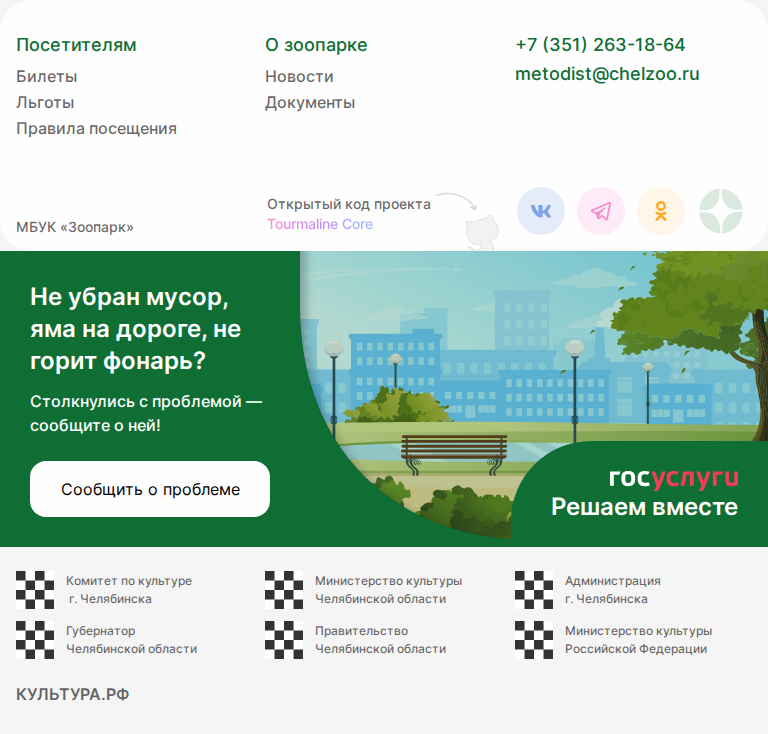 Посетителям
Билеты
Льготы
Правила посещения
О зоопарке
Новости
Документы
+7 (351) 263-18-64
metodist@chelzoo.ru
МБУК «Зоопарк»
Открытый код проекта
Tourmaline Core
Не убран мусор,
яма на дороге, не
горит фонарь?
Столкнулись с проблемой —
сообщите о ней!
Сообщить о проблеме
госуслуги
Решаем вместе
Комитет по культуре
г. Челябинска
Министерство культуры
Челябинской области
Администрация
г. Челябинска
Губернатор
Челябинской области
Правительство
Челябинской области
Министерство культуры
Российской Федерации
КУЛЬТУРА.РФ